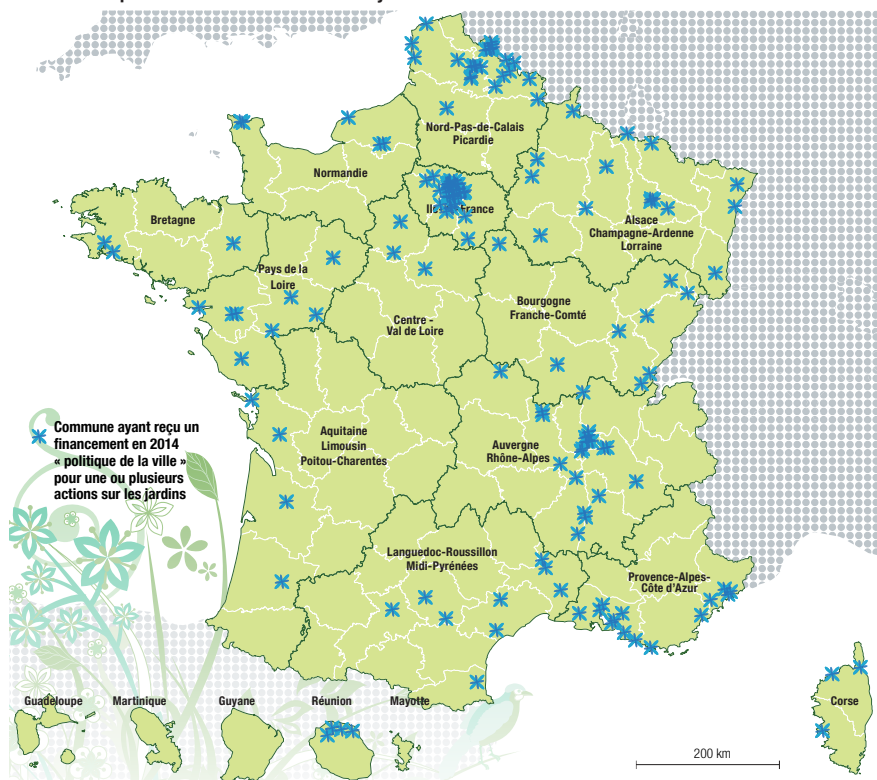 Nord-Pas-de-Calais
Picardie
Normandie
Ile-de-France
Bretagne
Alsace
Champagne-Ardenne
Lorraine
Pays de la
Loire
Bourgogne
Franche-Comté
Centre -
Val de Loire
Commune ayant reçu un
financement en 2014
« politique de la ville »
pour une ou plusieurs
actions sur les jardins
Aquitaine
Limousin
Poitou-Charentes
Auvergne
Rhône-Alpes
Languedoc-Roussillon
Midi-Pyrénées
Provence-Alpes-
Côte d'Azur
Guadeloupe
Martinique
Guyane
Réunion
Mayotte
Corse
200 km